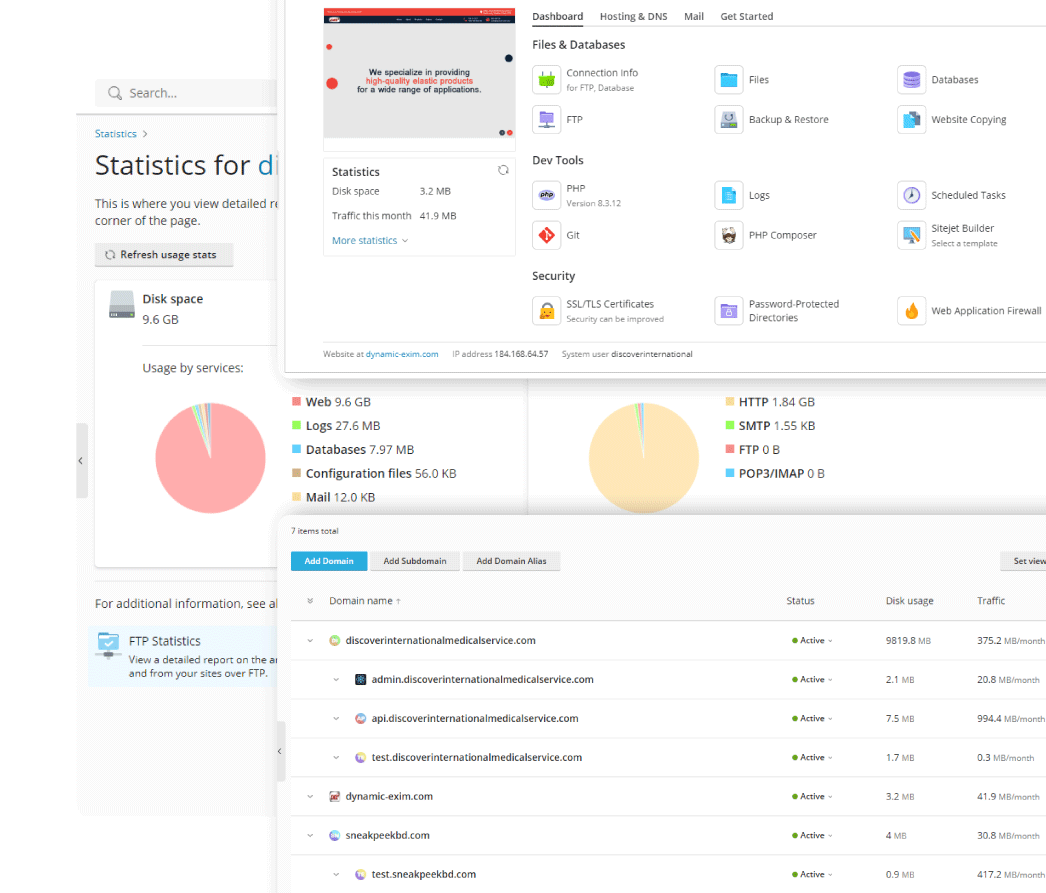 We specialize in providing
high-quality elastic products
for a wide range of applications.
Statistics
Disk space 3.2 MB
Traffic this month 41.9 MB
More statistics
Dashboard Hosting & DNS Mail Get Started
Files & Databases
Connection Info
for FTP, Database
Files
Databases
FTP
Backup & Restore
Website Copying
Dev Tools
PHP
Version 8.3.12
Logs
Scheduled Tasks
Git
PHP Composer
Sitejet Builder
Select a template
Security
SSL/TLS Certificates
Security can be improved
Password-Protected
Directories
Web Application Firewall
Website at dynamic-exim.com IP address 184.168.64.57 System user discoverinternational
Search...
Statistics >
Statistics for di
This is where you view detailed re
corner of the page.
Refresh usage stats
Disk space
9.6 GB
Usage by services:
Web 9.6 GB
Logs 27.6 MB
Databases 7.97 MB
Configuration files 56.0 KB
Mail 12.0 KB
HTTP 1.84 GB
SMTP 1.55 KB
FTP 0 B
POP3/IMAP 0 B
For additional information, see al
FTP Statistics
View a detailed report on the a
and from your sites over FTP.
7 items total
Add Domain Add Subdomain Add Domain Alias Set view
Domain name ↑ Status Disk usage Traffic
discoverinternationalmedicalservice.com Active 9819.8 MB 375.2 MB/month
admin.discoverinternationalmedicalservice.com Active 2.1 MB 20.8 MB/month
api.discoverinternationalmedicalservice.com Active 7.5 MB 994.4 MB/month
test.discoverinternationalmedicalservice.com Active 1.7 MB 0.3 MB/month
dynamic-exim.com Active 3.2 MB 41.9 MB/month
sneakpeekbd.com Active 4 MB 30.8 MB/month
test.sneakpeekbd.com Active 0.9 MB 417.2 MB/month